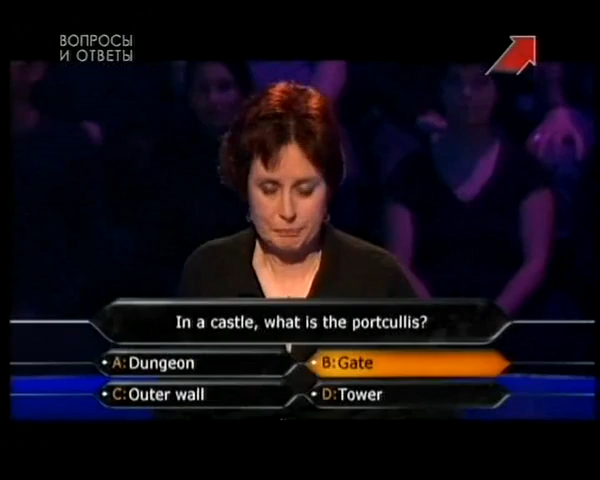 ВОПРОСЫ
И ОТВЕТЫ
In a castle, what is the portcullis?
A: Dungeon
B: Gate
C: Outer wall
D: Tower